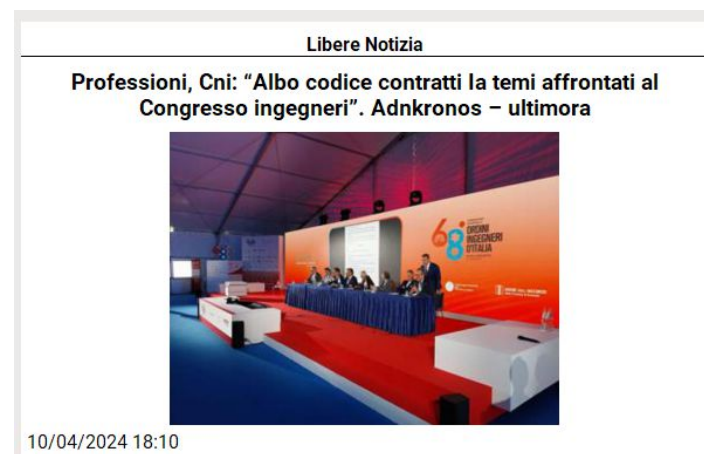 Libere Notizia
Professioni, Cni: “Albo codice contratti Ia temi affrontati al
Congresso ingegneri”. Adnkronos – ultimora
68°
ORDINI
INGEGNERI
D'ITALIA
10/04/2024 18:10